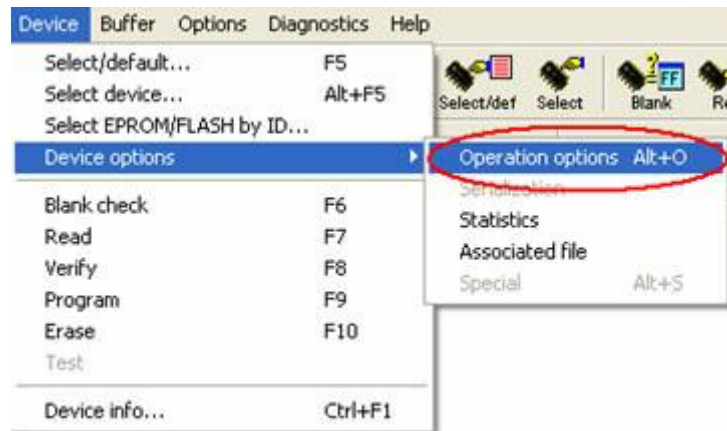 Device Buffer Options Diagnostics Help
Select/default... F5
Select device... Alt+F5
Select EPROM/FLASH by ID...
Device options
Blank check F6
Read F7
Verify F8
Program F9
Erase F10
Test
Device info... Ctrl+F1
Select/def Select Blank
FF
Operation options Alt+O
Serialization
Statistics
Associated file
Special Alt+S